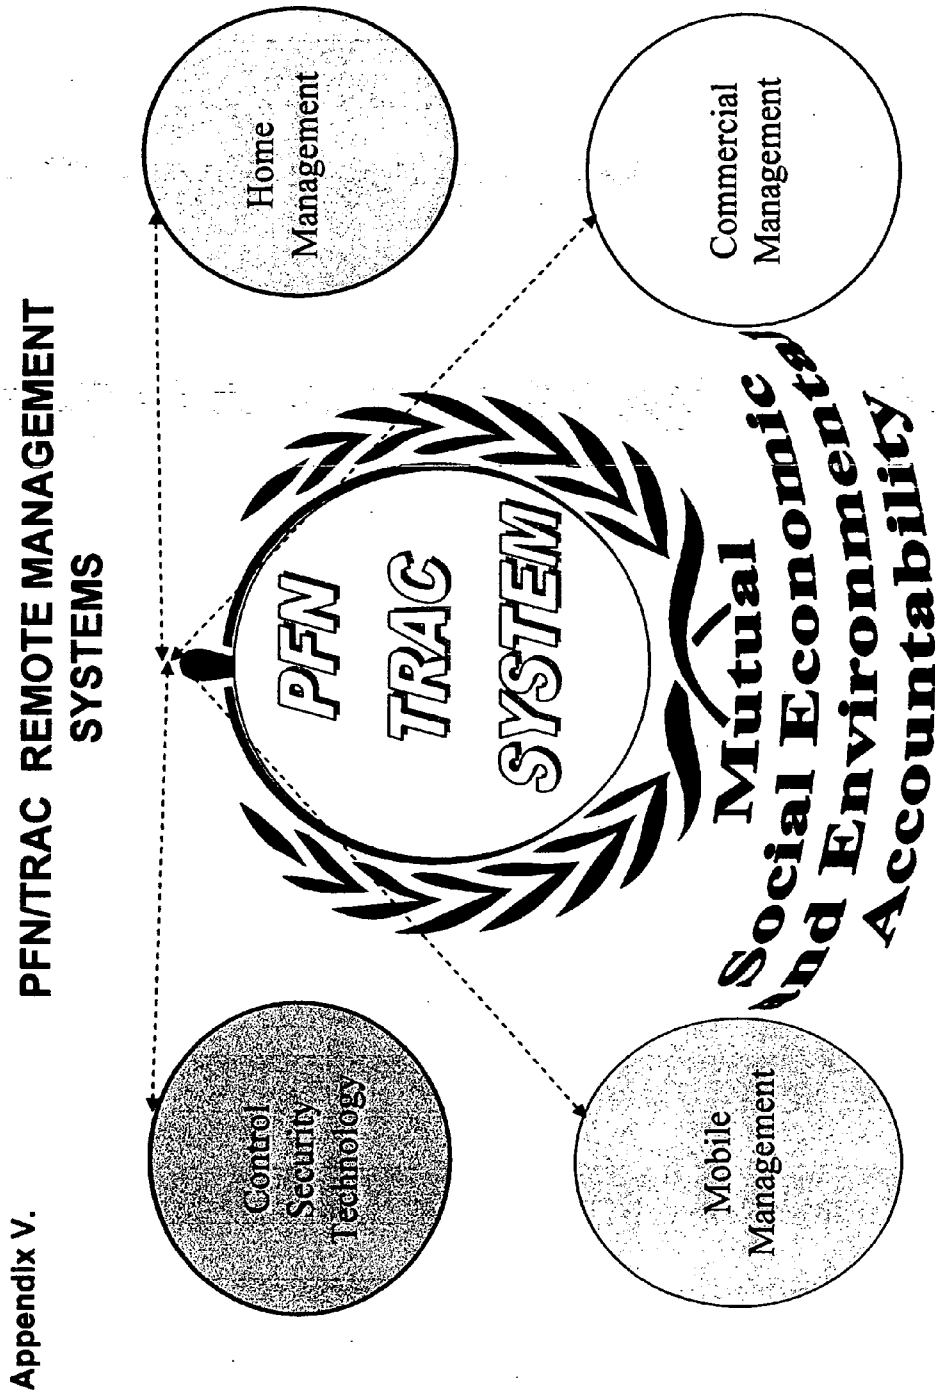 Appendix V.
PFN/TRAC REMOTE MANAGEMENT
SYSTEMS
Control
Security
Technology
Home
Management
PFN
TRAC
SYSTEM
Mobile
Management
Commercial
Management
Mutual
Social Economic
And Environmental
Accountability